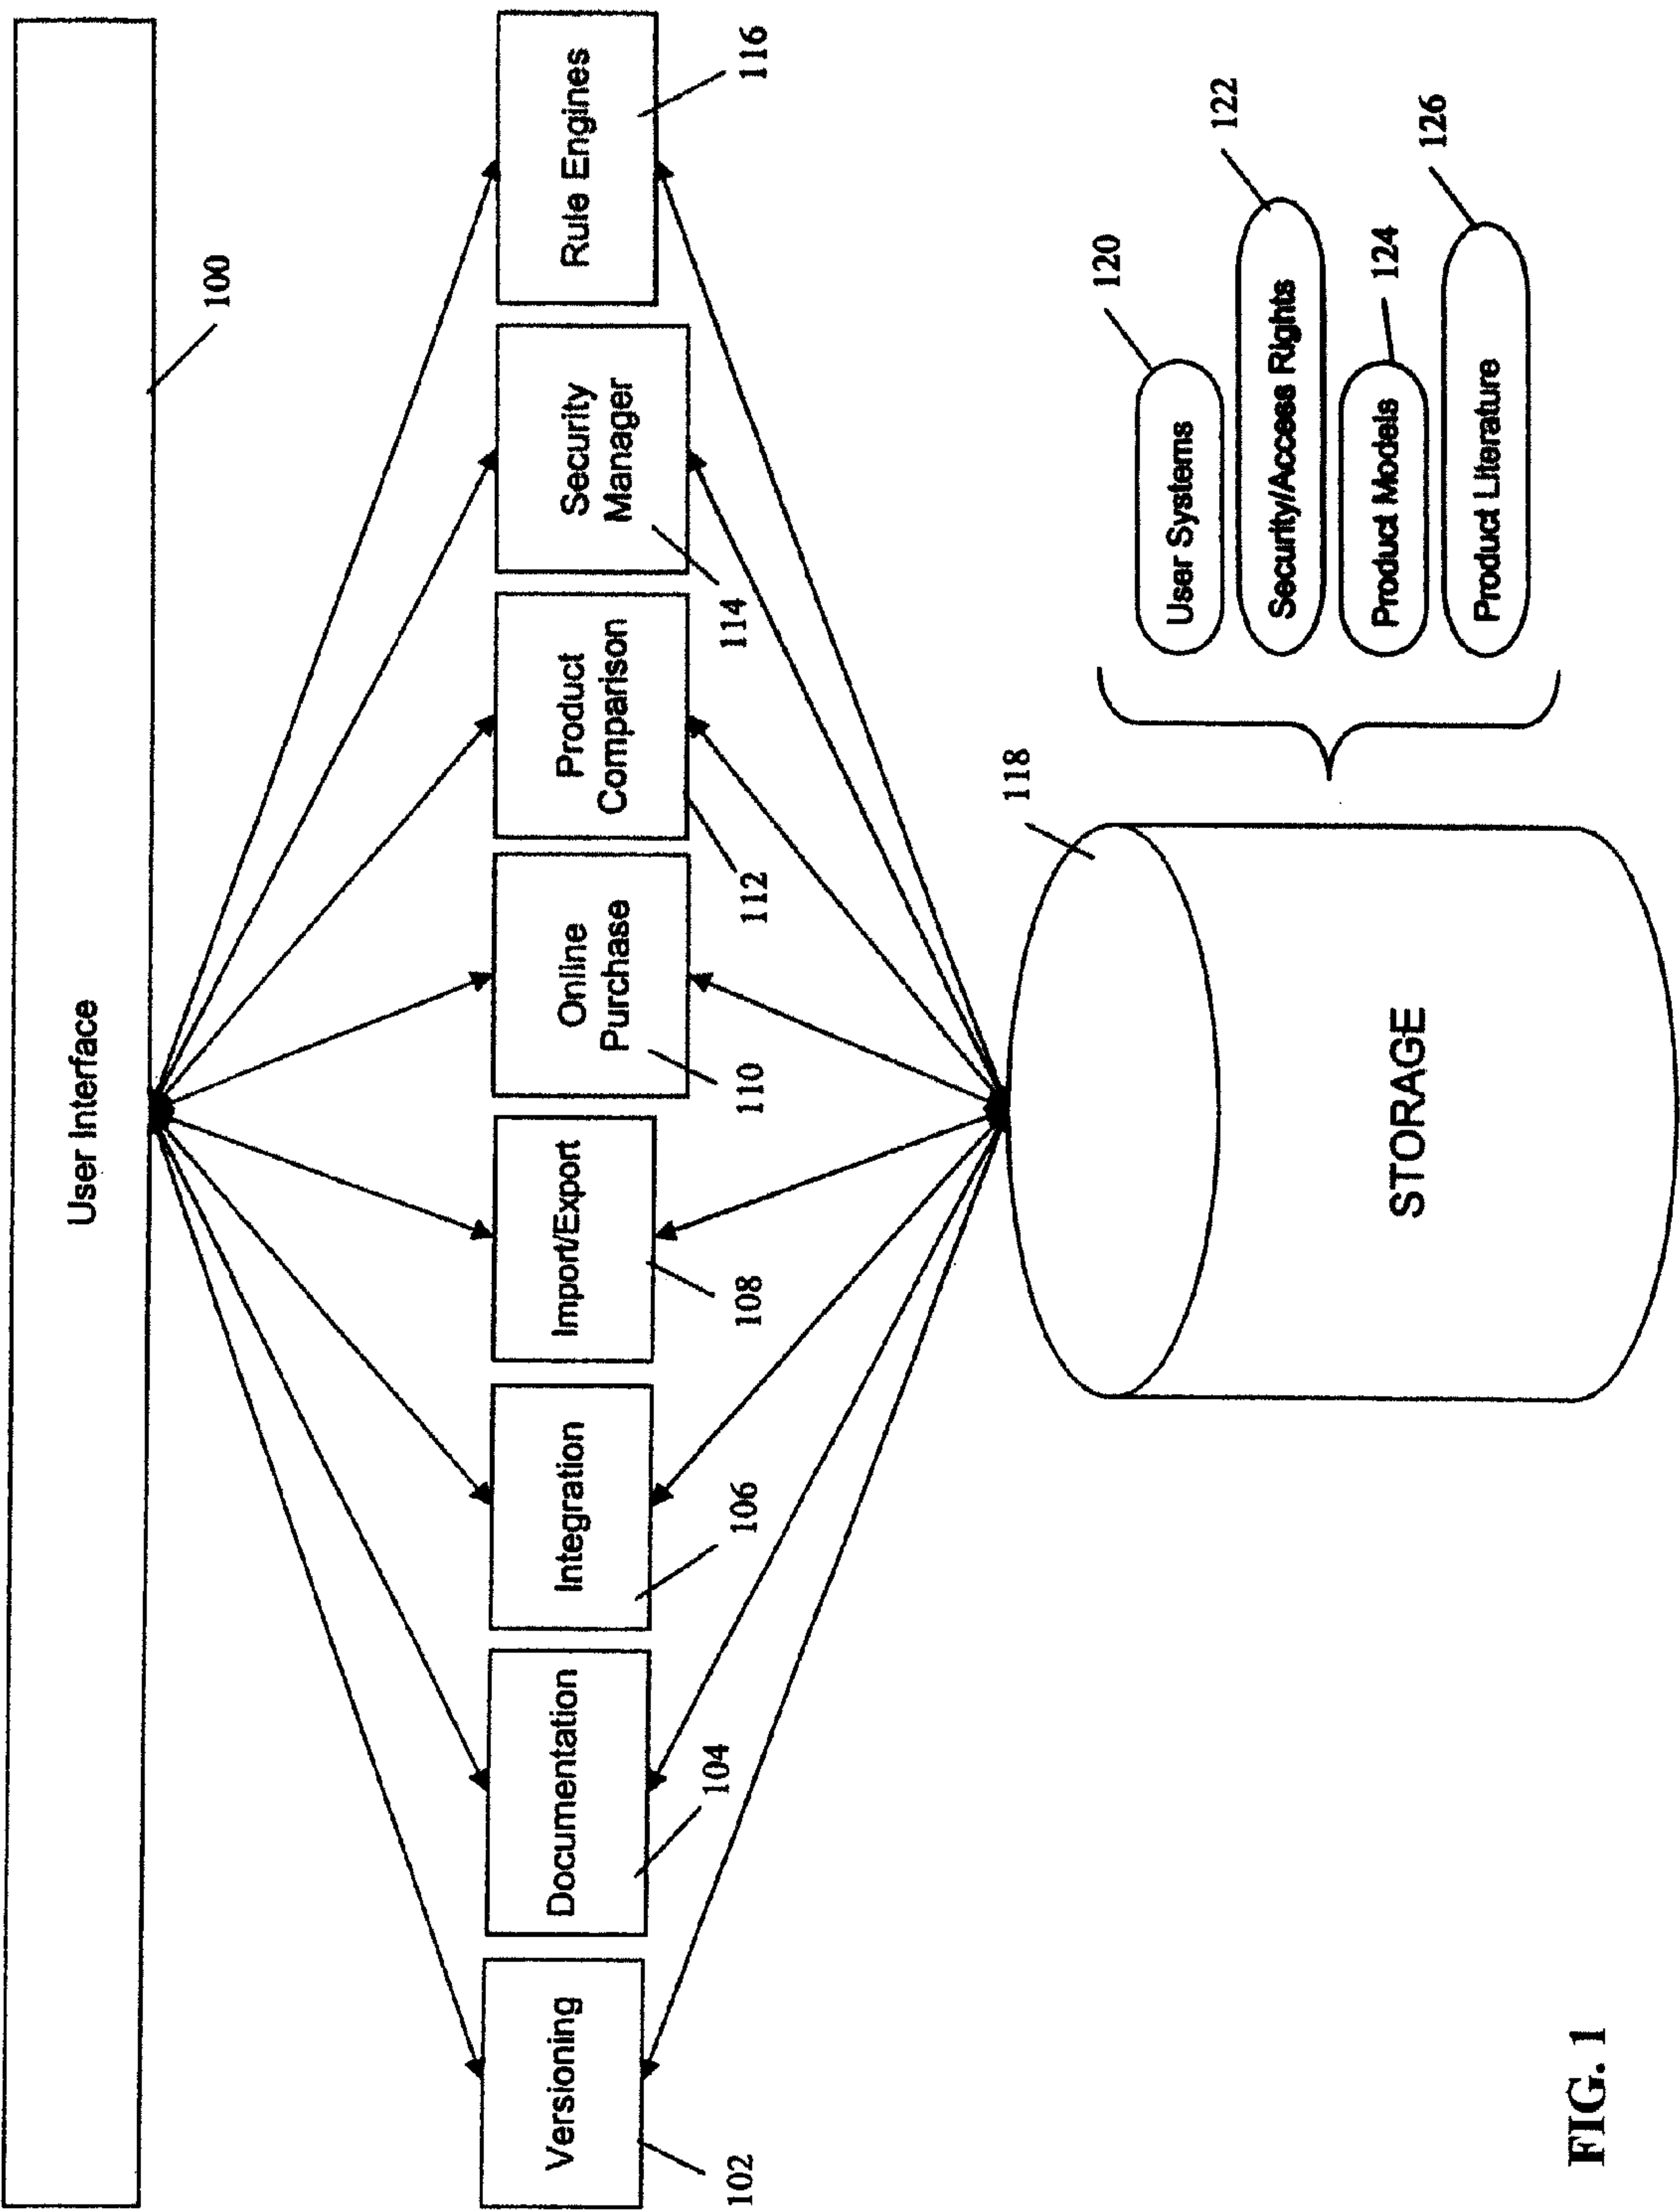 User Interface
100
Versioning
Documentation
Integration
Import/Export
Online
Purchase
Product
Comparison
Security
Manager
Rule Engines
102
104
106
108
110
112
114
116
118
STORAGE
120
User Systems
122
Security/Access Rights
124
Product Models
126
Product Literature
FIG. 1